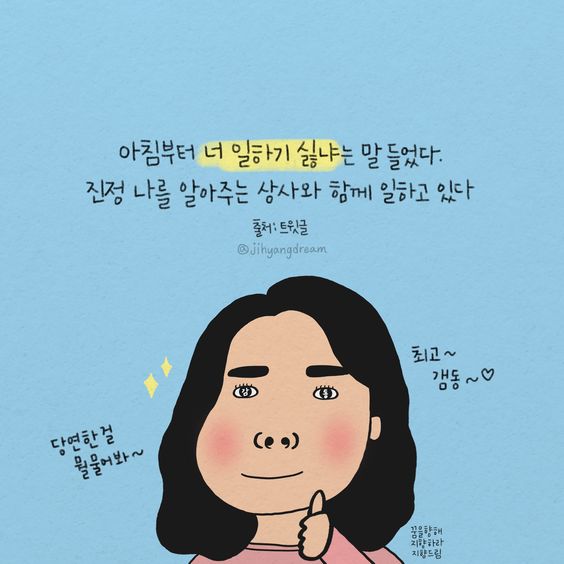 아침부터 너 일하기 싫냐는 말 들었다.
진정 나를 알아주는 상사와 함께 일하고 있다
출처; 트윗글
@jihyangdream
최고~
갬동~♡
당연한걸
뭘물어봐~
꿈을향해
지향하라
지향드림